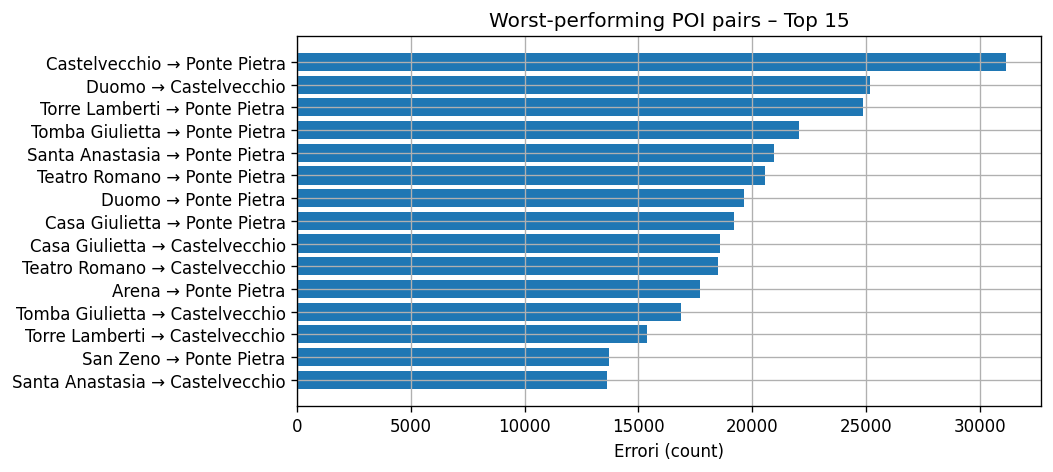 Worst-performing POI pairs – Top 15
Castelvecchio → Ponte Pietra
Duomo → Castelvecchio
Torre Lamberti → Ponte Pietra
Tomba Giulietta → Ponte Pietra
Santa Anastasia → Ponte Pietra
Teatro Romano → Ponte Pietra
Duomo → Ponte Pietra
Casa Giulietta → Ponte Pietra
Casa Giulietta → Castelvecchio
Teatro Romano → Castelvecchio
Arena → Ponte Pietra
Tomba Giulietta → Castelvecchio
Torre Lamberti → Castelvecchio
San Zeno → Ponte Pietra
Santa Anastasia → Castelvecchio
0 5000 10000 15000 20000 25000 30000
Errori (count)